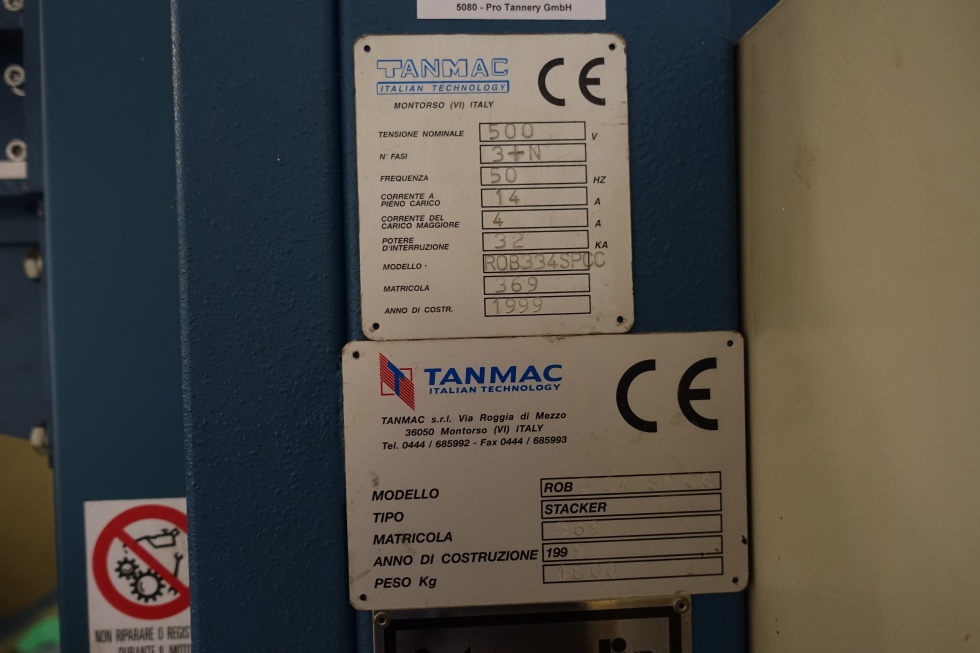 5080 - Pro Tannery GmbH
TANMAC
ITALIAN TECHNOLOGY
CE
MONTORSO (VI) ITALY
TENSIONE NOMINALE 500 V
N° FASI 3+N
FREQUENZA 50 HZ
CORRENTE A PIENO CARICO 14 A
CORRENTE DEL CARICO MAGGIORE 4 A
POTERE D'INTERRUZIONE 32 KA
MODELLO - ROB334SPCC
MATRICOLA 369
ANNO DI COSTR. 1999
TANMAC
ITALIAN TECHNOLOGY
CE
TANMAC s.r.l. Via Roggia di Mezzo
36050 Montorso (VI) ITALY
Tel. 0444 / 685992 - Fax 0444 / 685993
MODELLO ROB
TIPO STACKER
MATRICOLA
ANNO DI COSTRUZIONE 199
PESO Kg 1800
NON RIPARARE O
DURANTE IL